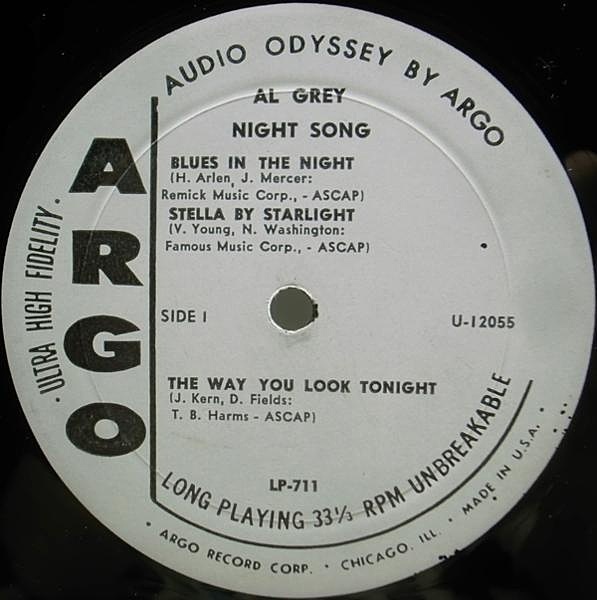 AUDIO ODYSSEY BY ARGO
AL GREY
NIGHT SONG
BLUES IN THE NIGHT
(H. Arlen, J. Mercer:
Remick Music Corp., - ASCAP)
STELLA BY STARLIGHT
(V. Young, N. Washington:
Famous Music Corp., - ASCAP)
ARGO
· ULTRA HIGH FIDELITY ·
SIDE I
U-12055
THE WAY YOU LOOK TONIGHT
(J. Kern, D. Fields:
T. B. Harms - ASCAP)
LP-711
LONG PLAYING 33⅓ RPM UNBREAKABLE
· ARGO RECORD CORP. · CHICAGO, ILL. · MADE IN U.S.A. ·